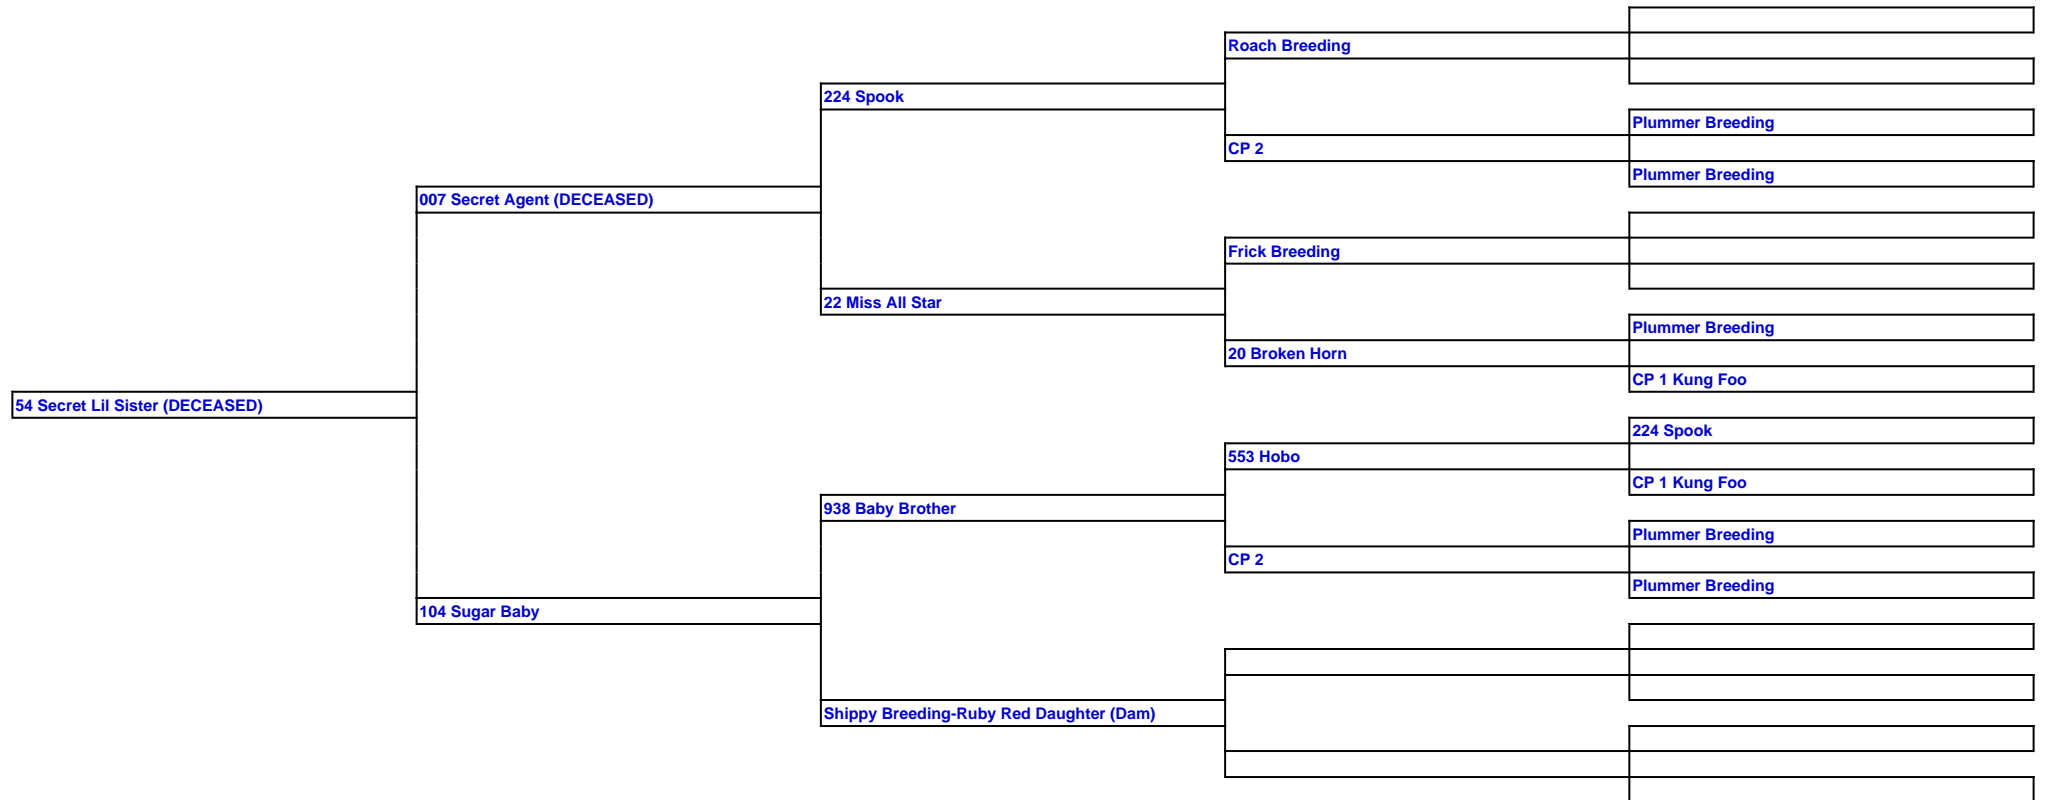 Roach Breeding
224 Spook
Plummer Breeding
CP 2
Plummer Breeding
007 Secret Agent (DECEASED)
Frick Breeding
22 Miss All Star
Plummer Breeding
20 Broken Horn
CP 1 Kung Foo
54 Secret Lil Sister (DECEASED)
224 Spook
553 Hobo
CP 1 Kung Foo
938 Baby Brother
Plummer Breeding
CP 2
Plummer Breeding
104 Sugar Baby
Shippy Breeding-Ruby Red Daughter (Dam)